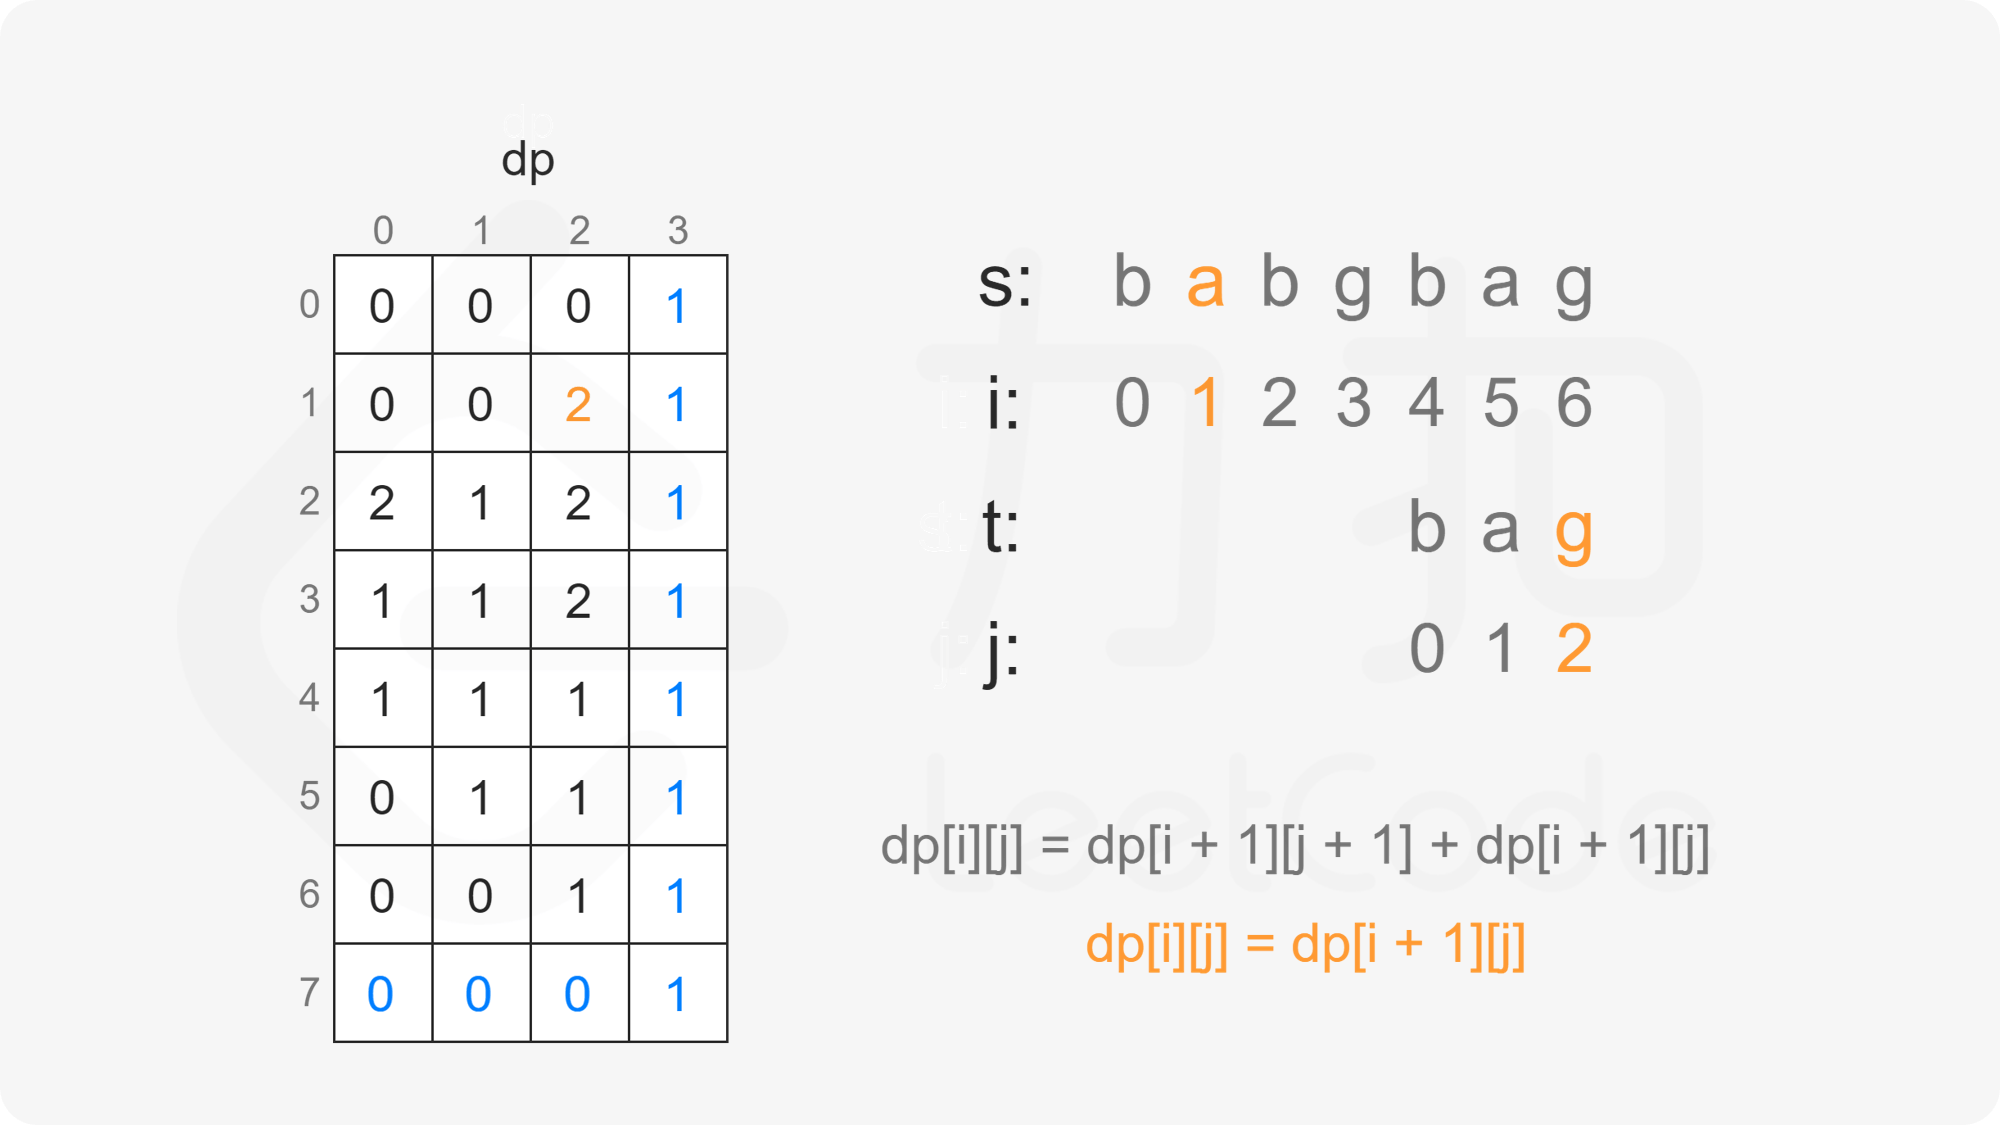 dp
0 1 2 3
0 0 0 0 1
1 0 0 2 1
2 2 1 2 1
3 1 1 2 1
4 1 1 1 1
5 0 1 1 1
6 0 0 1 1
7 0 0 0 1
s: b a b g b a g
i: 0 1 2 3 4 5 6
t: b a g
j: 0 1 2
dp[i][j] = dp[i + 1][j + 1] + dp[i + 1][j]
dp[i][j] = dp[i + 1][j]
力扣
LeetCode